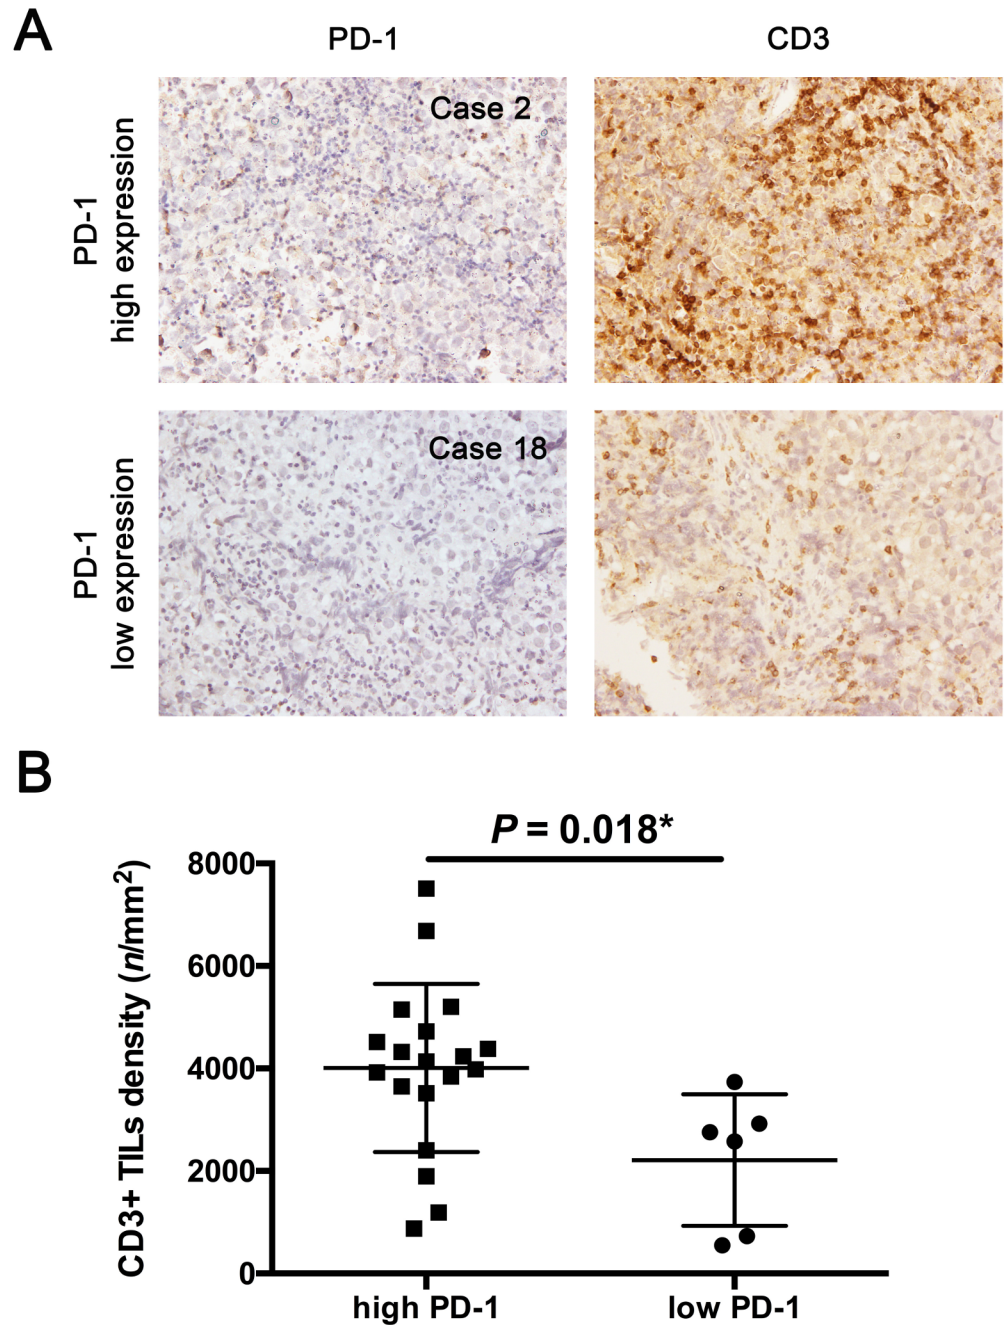 A
PD-1
CD3
PD-1
high expression
Case 2
PD-1
low expression
Case 18
B
P = 0.018*
CD3+ TILs density (n/mm²)
8000
6000
4000
2000
0
high PD-1
low PD-1